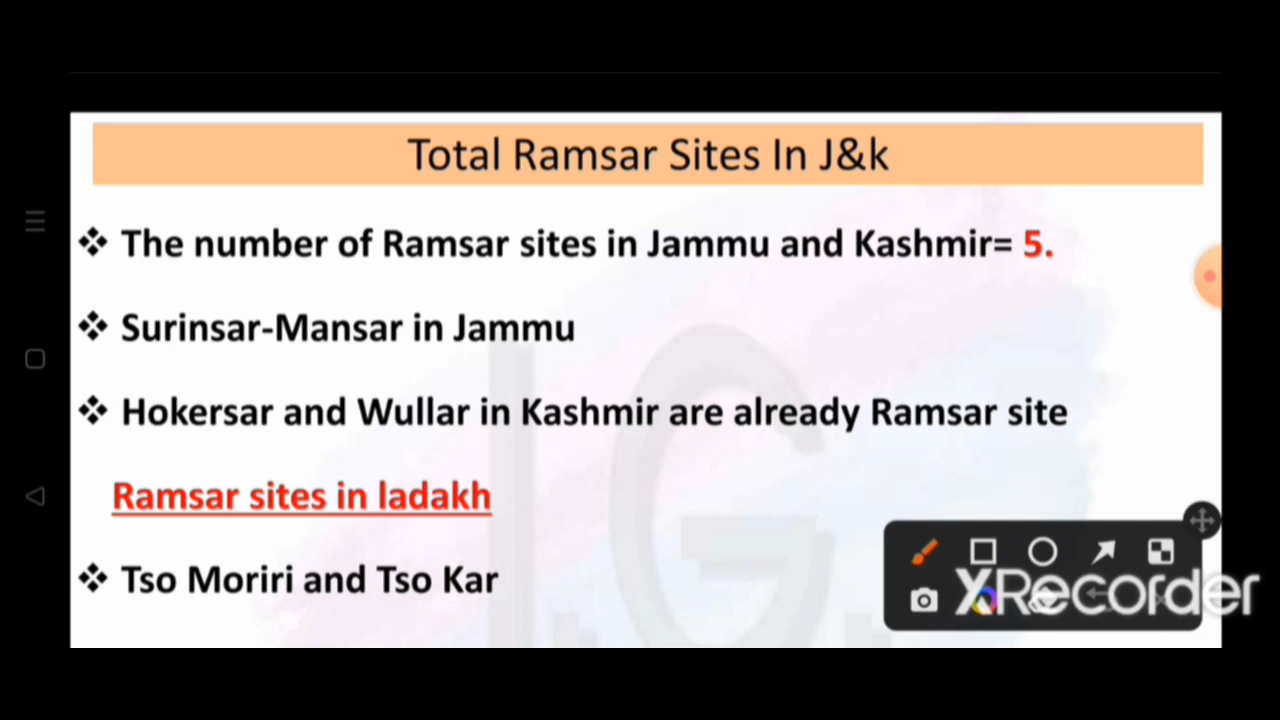 Total Ramsar Sites In J&k
❖ The number of Ramsar sites in Jammu and Kashmir= 5.
❖ Surinsar-Mansar in Jammu
❖ Hokersar and Wullar in Kashmir are already Ramsar site
Ramsar sites in ladakh
❖ Tso Moriri and Tso Kar
XRecorder